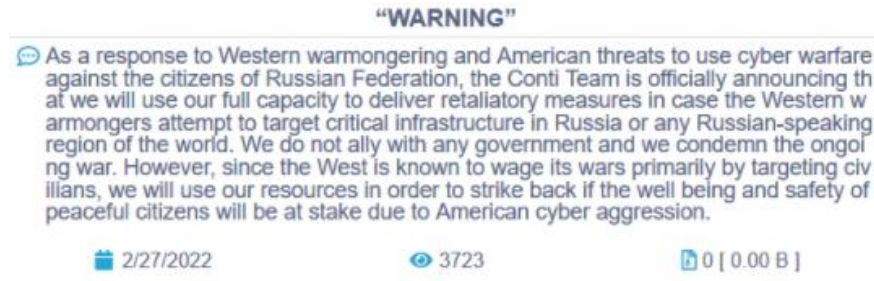 “WARNING”
As a response to Western warmongering and American threats to use cyber warfare
against the citizens of Russian Federation, the Conti Team is officially announcing th
at we will use our full capacity to deliver retaliatory measures in case the Western w
armongers attempt to target critical infrastructure in Russia or any Russian-speaking
region of the world. We do not ally with any government and we condemn the ongoi
ng war. However, since the West is known to wage its wars primarily by targeting civ
ilians, we will use our resources in order to strike back if the well being and safety of
peaceful citizens will be at stake due to American cyber aggression.
2/27/2022 3723 0 [ 0.00 B ]